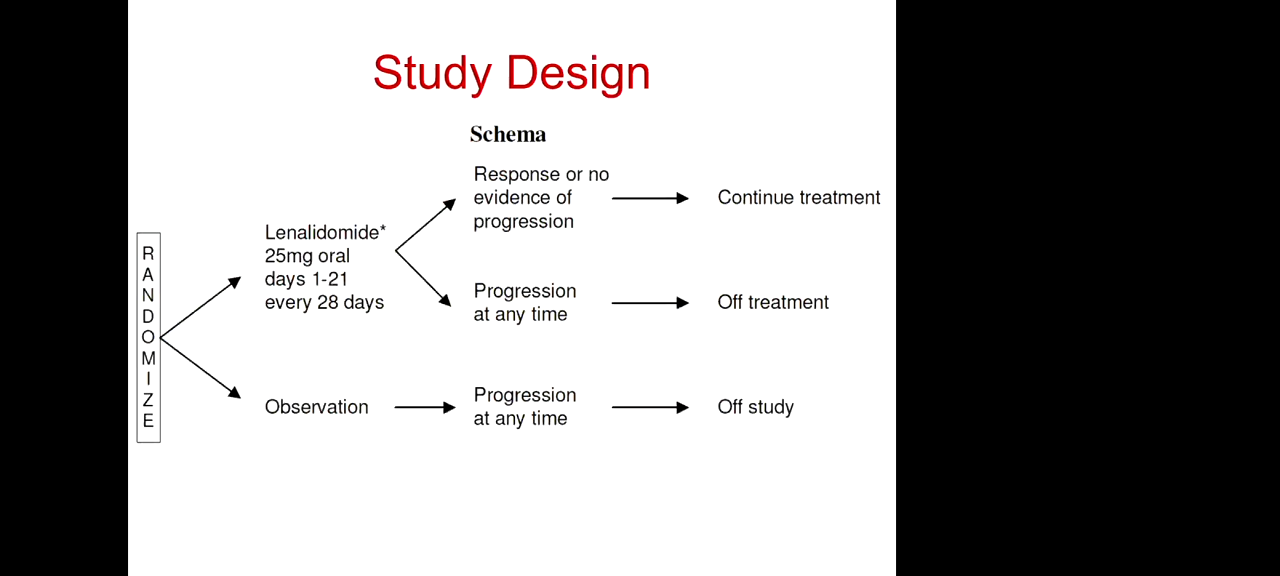 Study Design
Schema
R
A
N
D
O
M
I
Z
E
Lenalidomide*
25mg oral
days 1-21
every 28 days
Response or no
evidence of
progression
Continue treatment
Progression
at any time
Off treatment
Observation
Progression
at any time
Off study